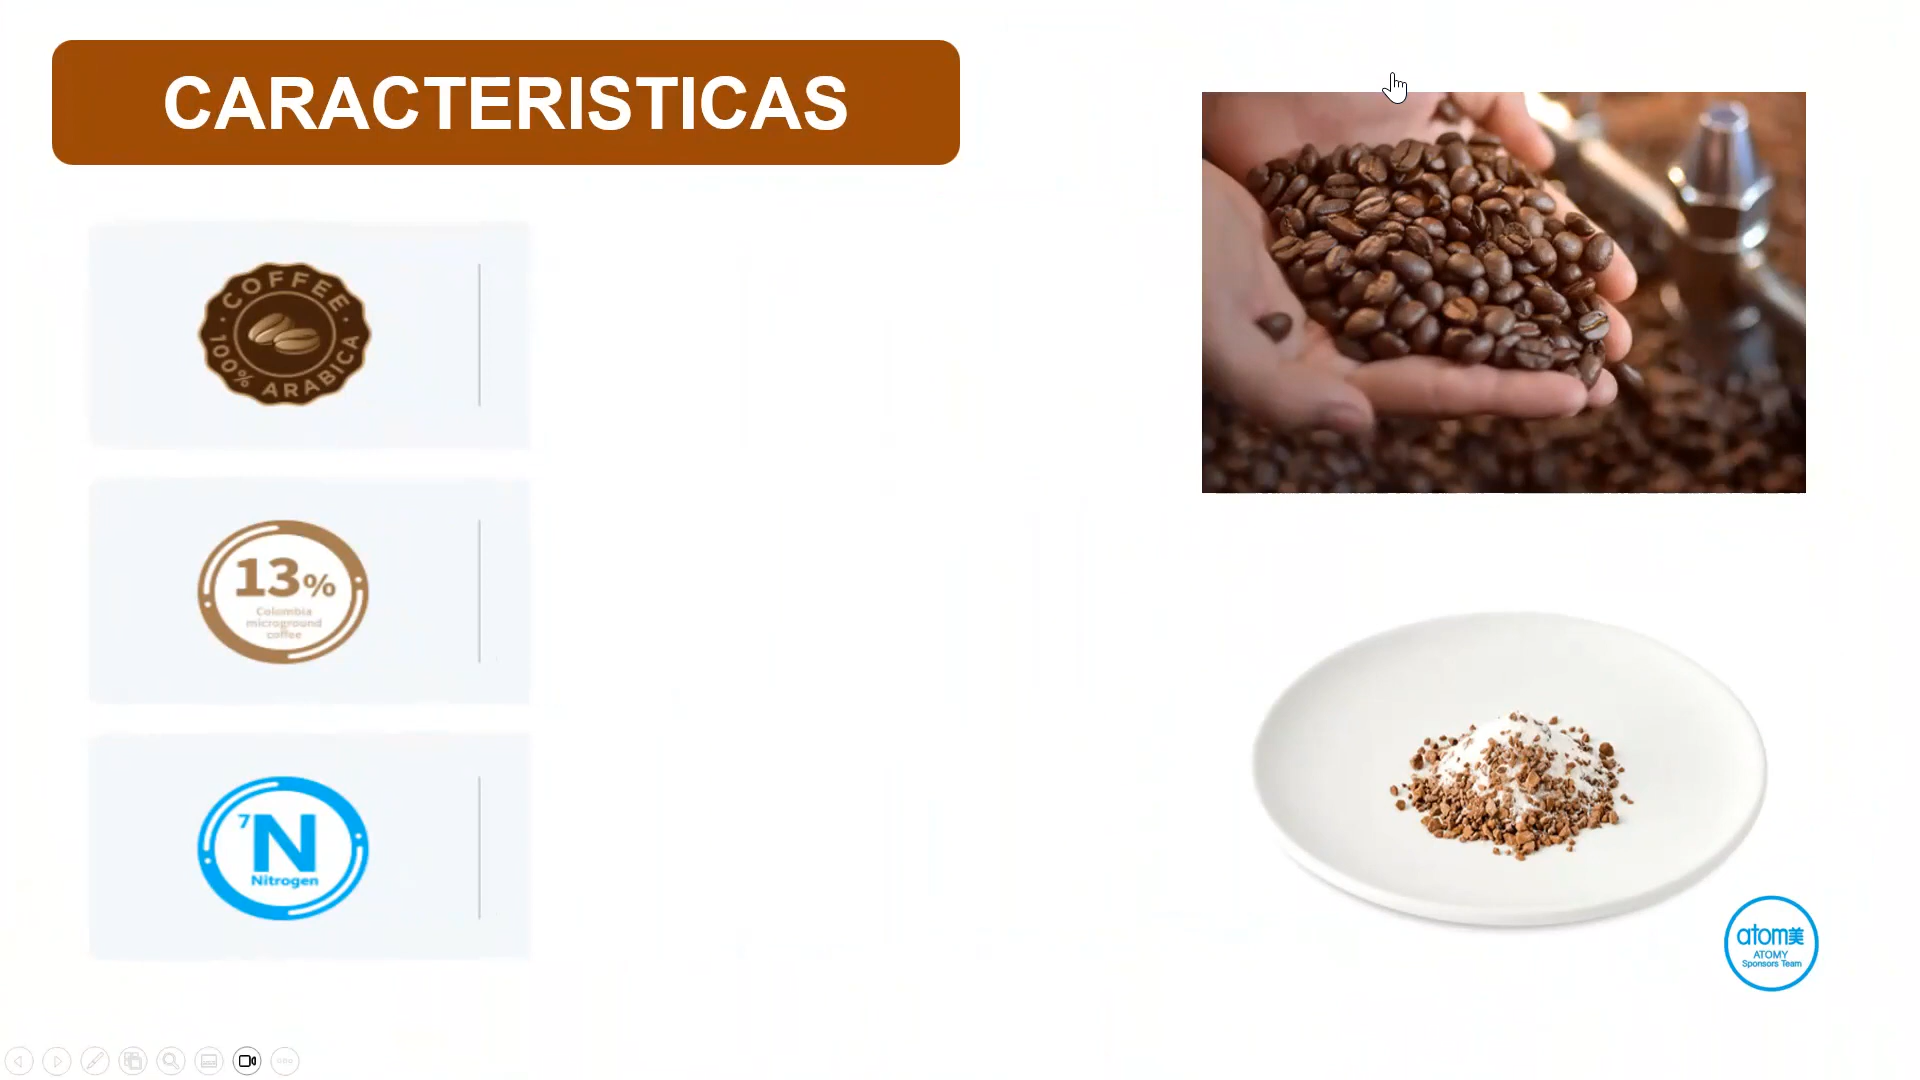 CARACTERISTICAS
COFFEE
100% ARABICA
13%
Colombia
microground
coffee
7
N
Nitrogen
atom美
ATOMY
Sponsors Team